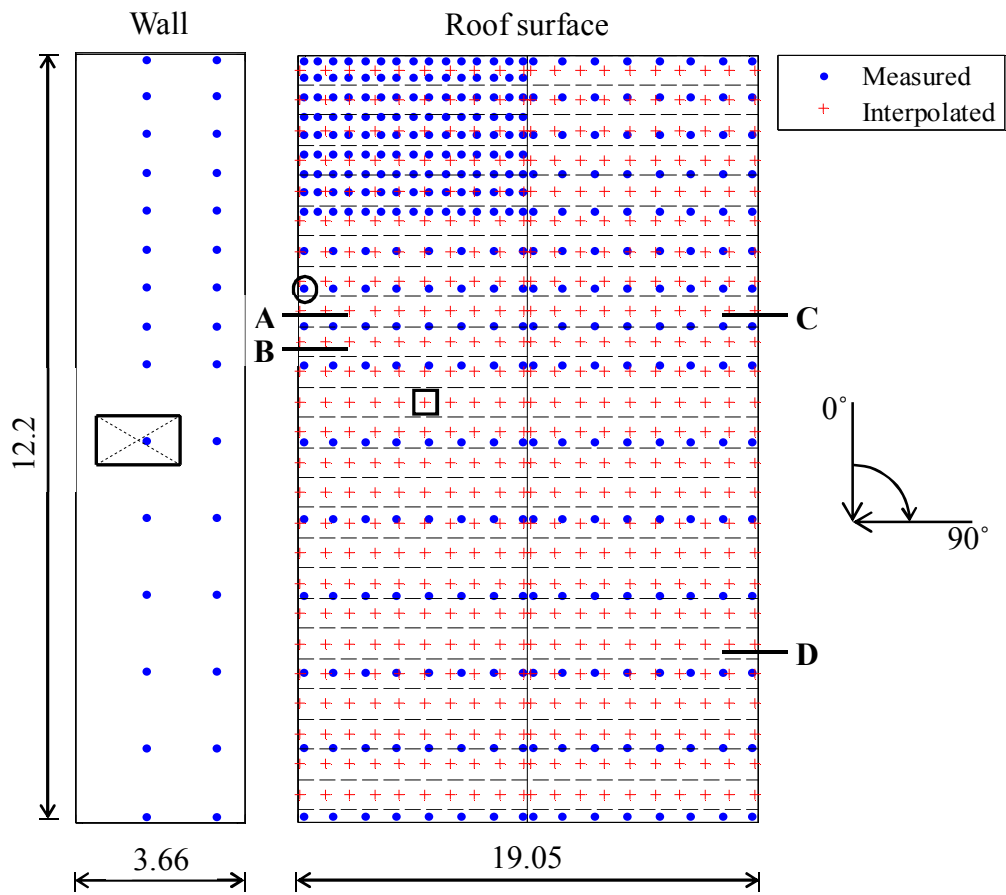 Wall
Roof surface
Measured
Interpolated
A
B
C
D
0°
90°
12.2
3.66
19.05